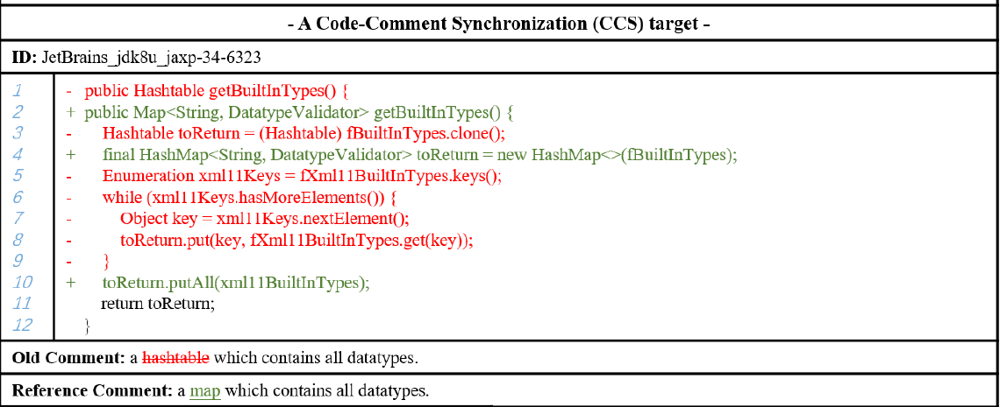 - A Code-Comment Synchronization (CCS) target -
ID: JetBrains_jdk8u_jaxp-34-6323
1 - public Hashtable getBuiltInTypes() {
2 + public Map<String, DatatypeValidator> getBuiltInTypes() {
3 - Hashtable toReturn = (Hashtable) fBuiltInTypes.clone();
4 + final HashMap<String, DatatypeValidator> toReturn = new HashMap<>(fBuiltInTypes);
5 - Enumeration xml11Keys = fXml11BuiltInTypes.keys();
6 - while (xml11Keys.hasMoreElements()) {
7 - Object key = xml11Keys.nextElement();
8 - toReturn.put(key, fXml11BuiltInTypes.get(key));
9 - }
10 + toReturn.putAll(xml11BuiltInTypes);
11 return toReturn;
12 }
Old Comment: a hashtable which contains all datatypes.
Reference Comment: a map which contains all datatypes.